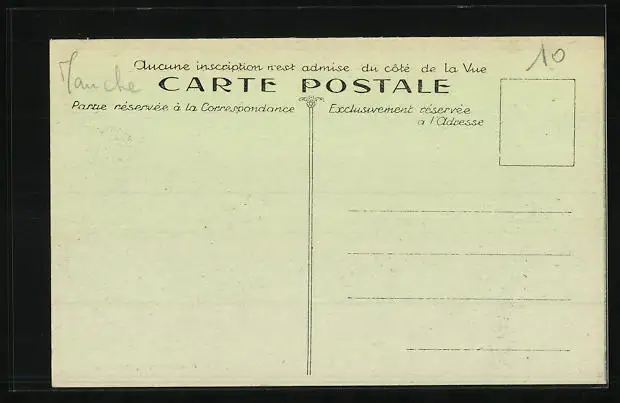 Manche
10
Aucune inscription n'est admise du côté de la Vue
CARTE POSTALE
Partie réservée à la Correspondance
Exclusivement réservée
a l'Adresse